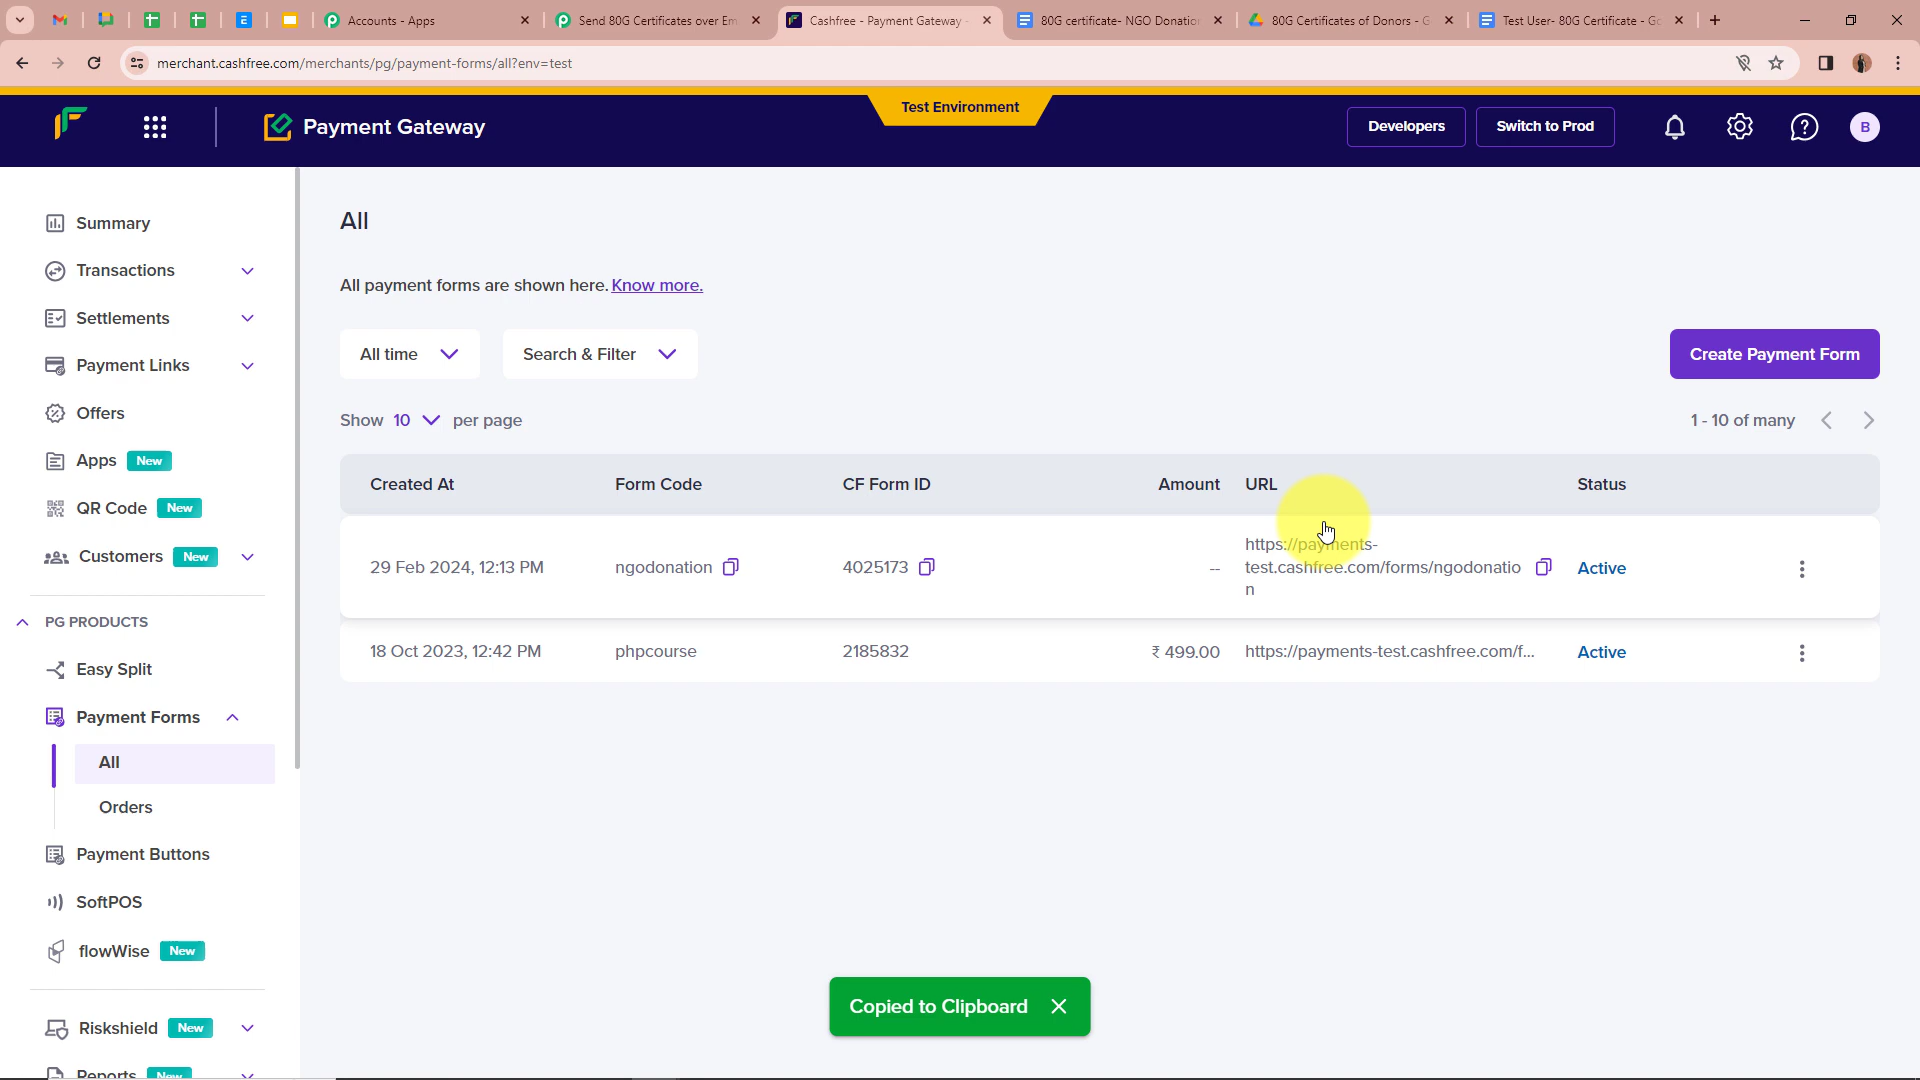 Accounts - Apps
Send 80G Certificates over Em
Cashfree - Payment Gateway -
80G certificate- NGO Donation
80G Certificates of Donors - G
Test User- 80G Certificate - Go
merchant.cashfree.com/merchants/pg/payment-forms/all?env=test
Payment Gateway
Test Environment
Developers
Switch to Prod
B
Summary
Transactions
Settlements
Payment Links
Offers
Apps New
QR Code New
Customers New
PG PRODUCTS
Easy Split
Payment Forms
All
Orders
Payment Buttons
SoftPOS
flowWise New
Riskshield New
Reports New
All
All payment forms are shown here. Know more.
All time
Search & Filter
Create Payment Form
Show 10 per page
1 - 10 of many
Created At Form Code CF Form ID Amount URL Status
29 Feb 2024, 12:13 PM ngodonation 4025173 -- https://payments-
test.cashfree.com/forms/ngodonatio
n Active
18 Oct 2023, 12:42 PM phpcourse 2185832 ₹ 499.00 https://payments-test.cashfree.com/f... Active
Copied to Clipboard